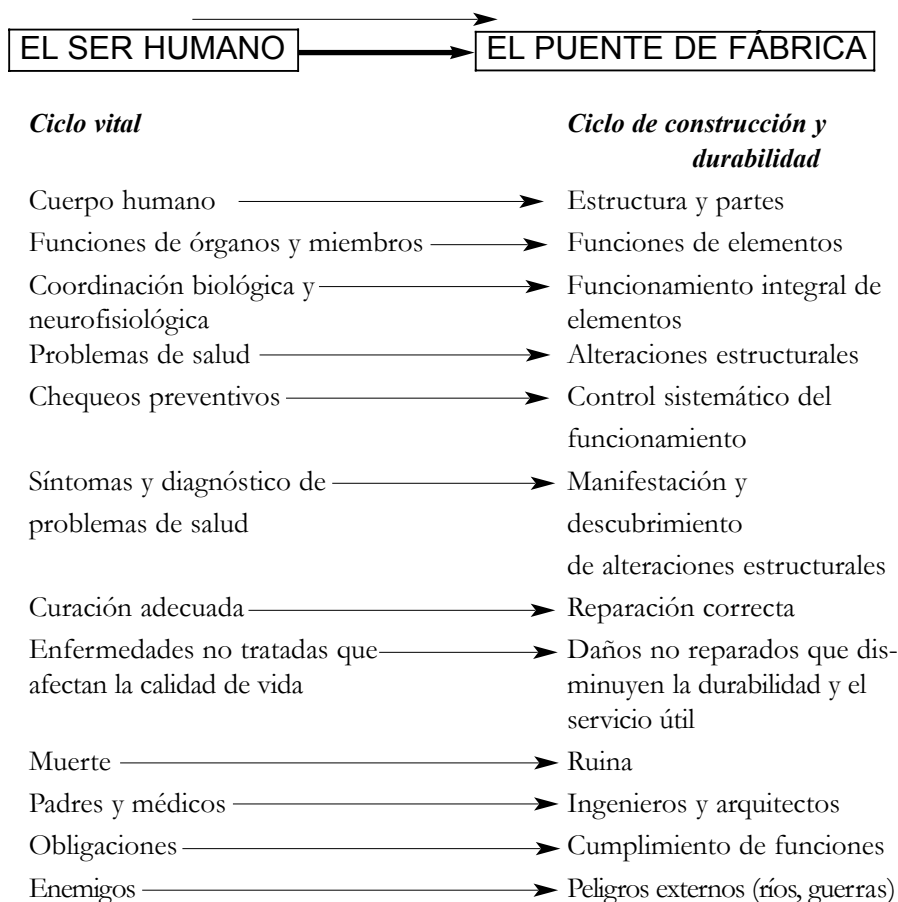 EL SER HUMANO EL PUENTE DE FÁBRICA
Ciclo vital Ciclo de construcción y
durabilidad
Cuerpo humano Estructura y partes
Funciones de órganos y miembros Funciones de elementos
Coordinación biológica y Funcionamiento integral de
neurofisiológica elementos
Problemas de salud Alteraciones estructurales
Chequeos preventivos Control sistemático del
funcionamiento
Síntomas y diagnóstico de Manifestación y
problemas de salud descubrimiento
de alteraciones estructurales
Curación adecuada Reparación correcta
Enfermedades no tratadas que Daños no reparados que dis-
afectan la calidad de vida minuyen la durabilidad y el
servicio útil
Muerte Ruina
Padres y médicos Ingenieros y arquitectos
Obligaciones Cumplimiento de funciones
Enemigos Peligros externos (ríos, guerras)